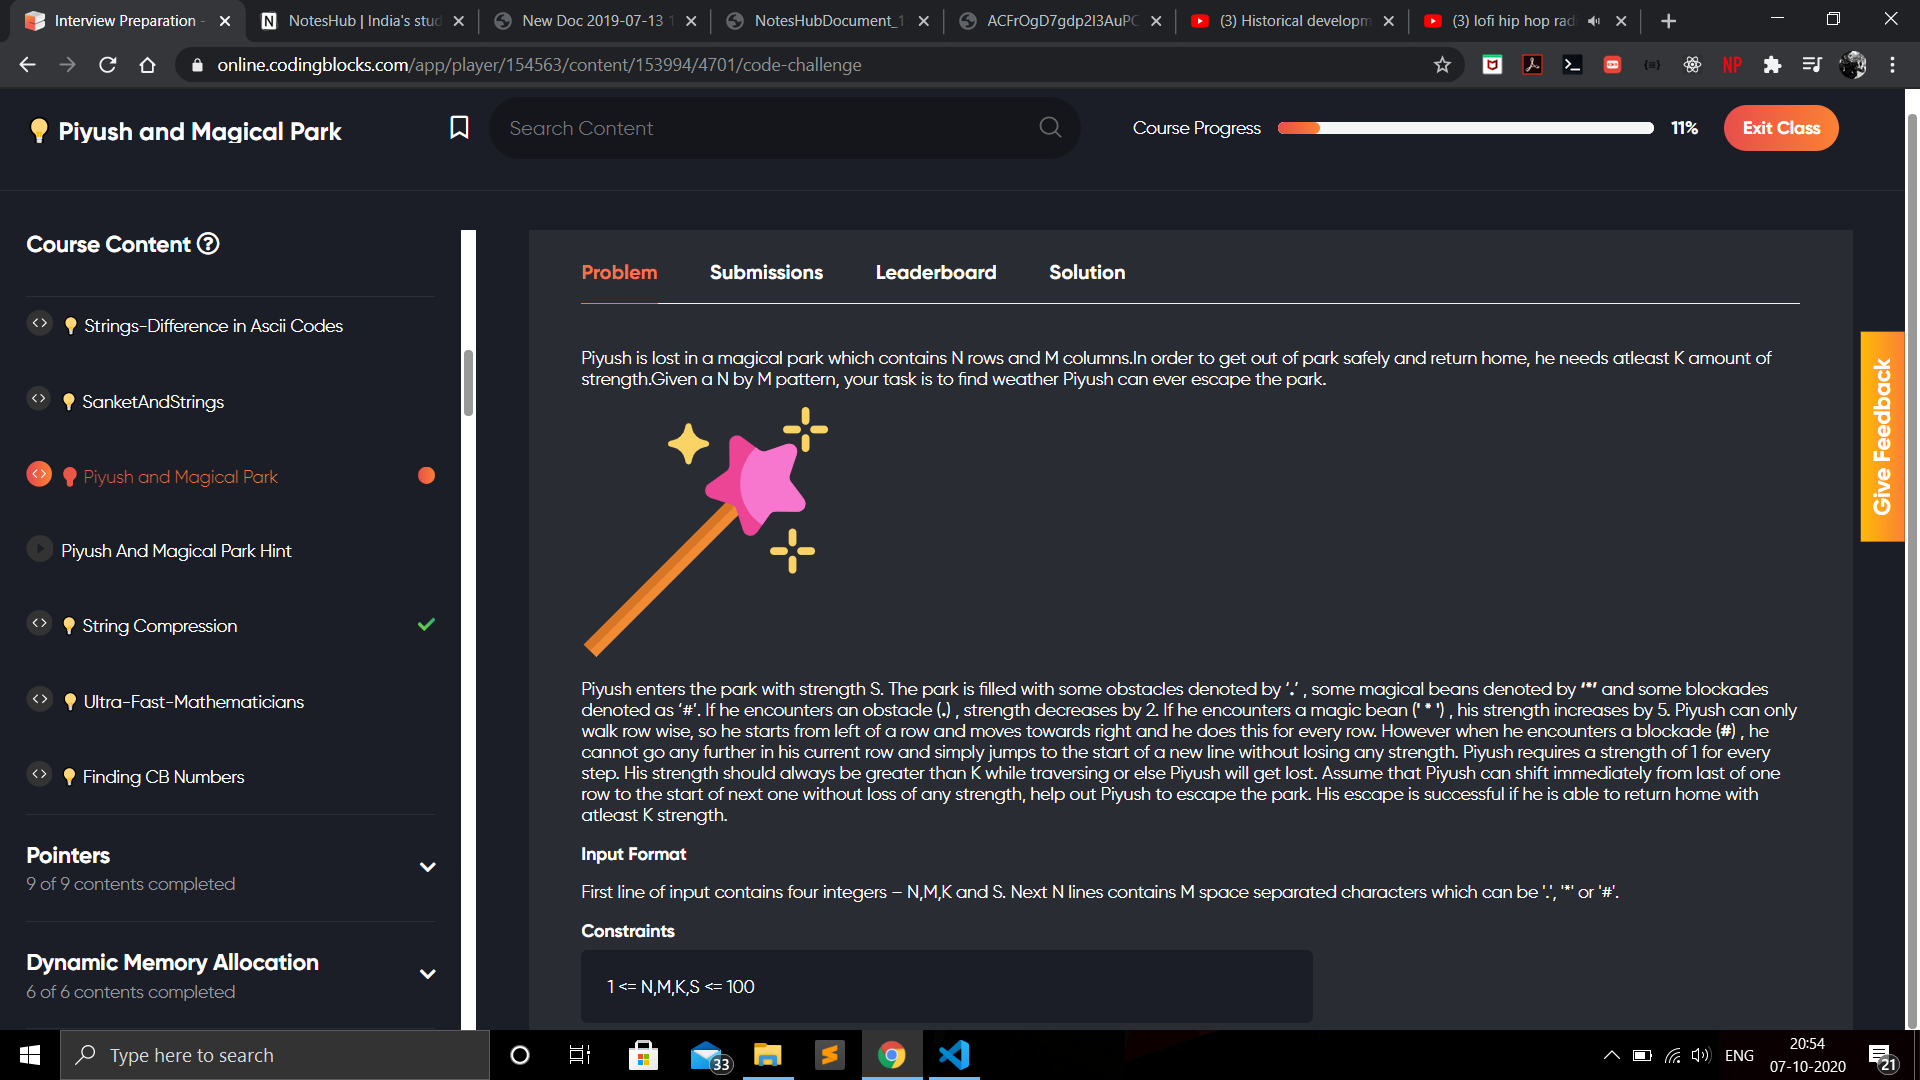 Interview Preparation -
NotesHub | India's stud
New Doc 2019-07-13 1
NotesHubDocument_1
ACFrOgD7gdp2I3AuPC
(3) Historical developm
(3) lofi hip hop radi
online.codingblocks.com/app/player/154563/content/153994/4701/code-challenge
Piyush and Magical Park
Search Content
Course Progress
11%
Exit Class
Course Content
Strings-Difference in Ascii Codes
SanketAndStrings
Piyush and Magical Park
Piyush And Magical Park Hint
String Compression
Ultra-Fast-Mathematicians
Finding CB Numbers
Pointers
9 of 9 contents completed
Dynamic Memory Allocation
6 of 6 contents completed
Problem
Submissions
Leaderboard
Solution
Piyush is lost in a magical park which contains N rows and M columns.In order to get out of park safely and return home, he needs atleast K amount of
strength.Given a N by M pattern, your task is to find weather Piyush can ever escape the park.
Piyush enters the park with strength S. The park is filled with some obstacles denoted by ‘.’ , some magical beans denoted by ‘*’ and some blockades
denoted as ‘#’. If he encounters an obstacle (.) , strength decreases by 2. If he encounters a magic bean (' * ') , his strength increases by 5. Piyush can only
walk row wise, so he starts from left of a row and moves towards right and he does this for every row. However when he encounters a blockade (#) , he
cannot go any further in his current row and simply jumps to the start of a new line without losing any strength. Piyush requires a strength of 1 for every
step. His strength should always be greater than K while traversing or else Piyush will get lost. Assume that Piyush can shift immediately from last of one
row to the start of next one without loss of any strength, help out Piyush to escape the park. His escape is successful if he is able to return home with
atleast K strength.
Input Format
First line of input contains four integers – N,M,K and S. Next N lines contains M space separated characters which can be '.', '*' or '#'.
Constraints
1 <= N,M,K,S <= 100
Give Feedback
Type here to search
33
ENG
20:54
07-10-2020
21